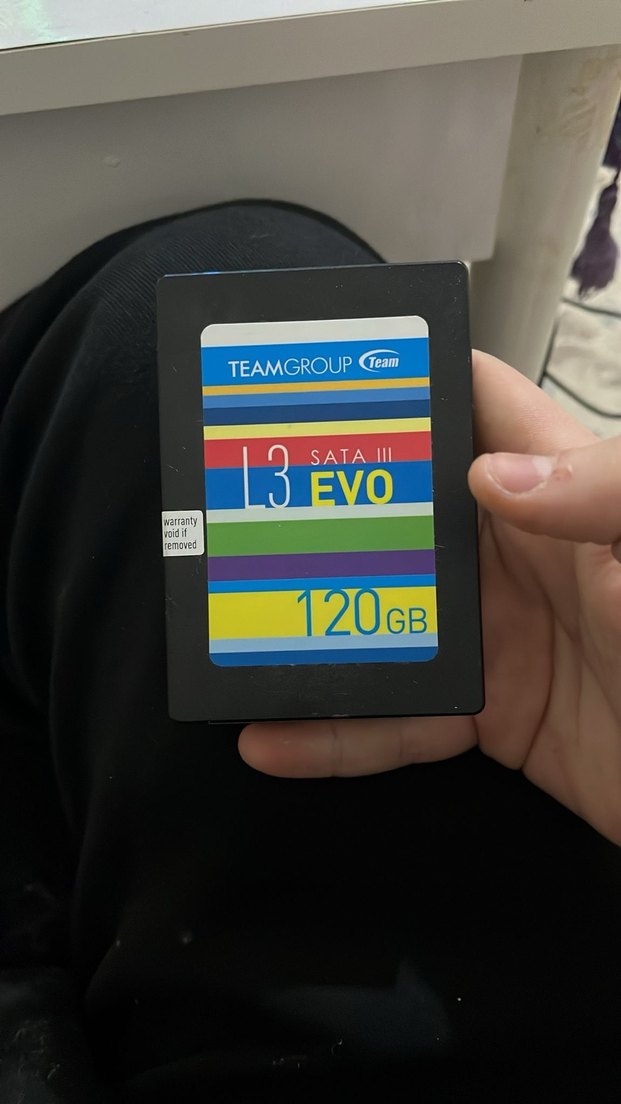 TEAMGROUP Team
L3 SATA III
EVO
warranty
void if
removed
120GB